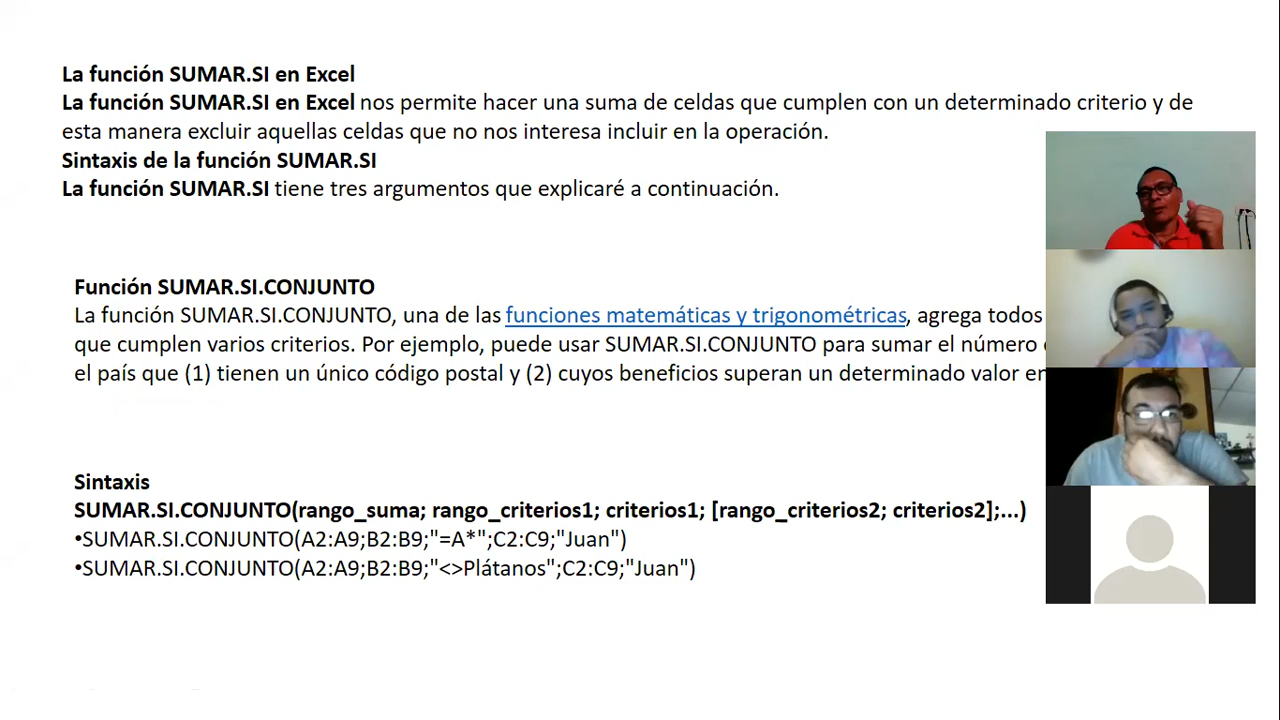 La función SUMAR.SI en Excel
La función SUMAR.SI en Excel nos permite hacer una suma de celdas que cumplen con un determinado criterio y de
esta manera excluir aquellas celdas que no nos interesa incluir en la operación.
Sintaxis de la función SUMAR.SI
La función SUMAR.SI tiene tres argumentos que explicaré a continuación.
Función SUMAR.SI.CONJUNTO
La función SUMAR.SI.CONJUNTO, una de las funciones matemáticas y trigonométricas, agrega todos
que cumplen varios criterios. Por ejemplo, puede usar SUMAR.SI.CONJUNTO para sumar el número
el país que (1) tienen un único código postal y (2) cuyos beneficios superan un determinado valor en
Sintaxis
SUMAR.SI.CONJUNTO(rango_suma; rango_criterios1; criterios1; [rango_criterios2; criterios2];...)
•SUMAR.SI.CONJUNTO(A2:A9;B2:B9;"=A*";C2:C9;"Juan")
•SUMAR.SI.CONJUNTO(A2:A9;B2:B9;"<>Plátanos";C2:C9;"Juan")